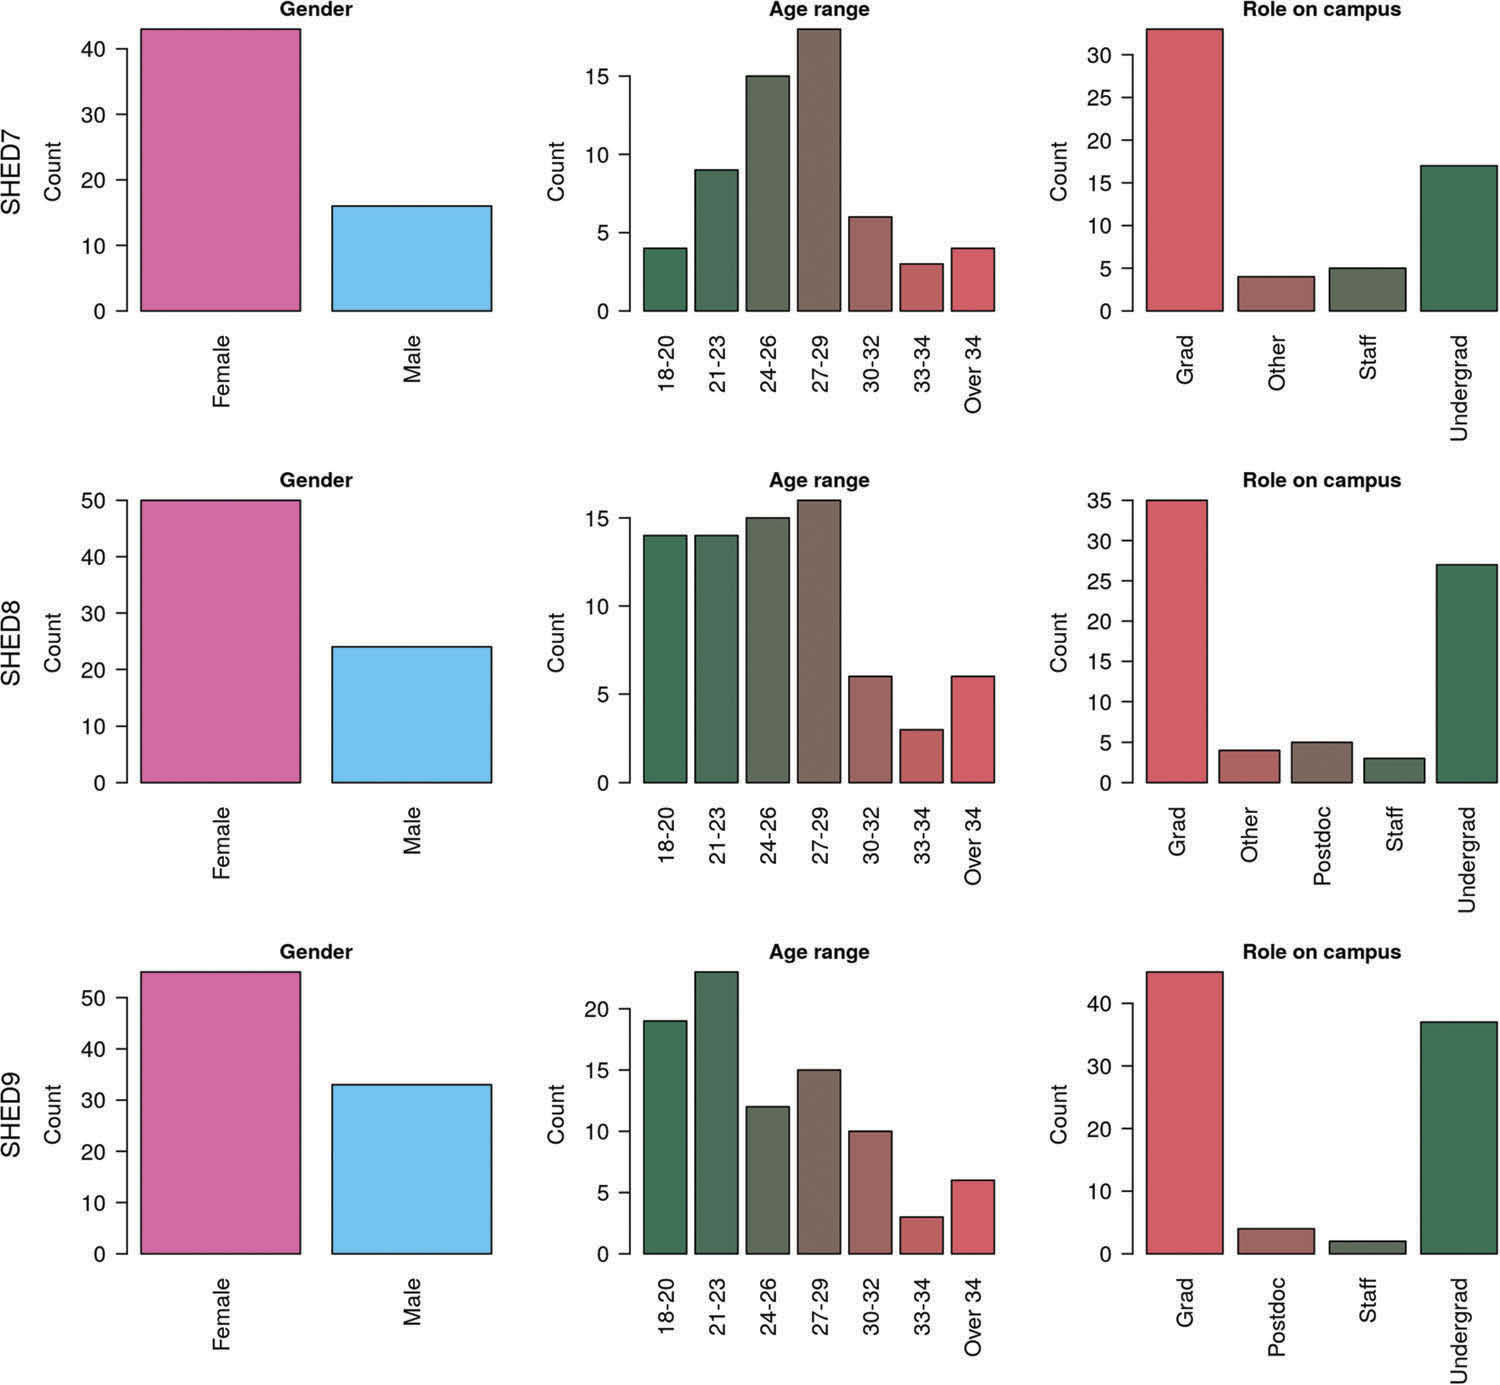 Gender
Age range
Role on campus
SHED7
Count
40
30
20
10
0
Female
Male
Count
15
10
5
0
18-20
21-23
24-26
27-29
30-32
33-34
Over 34
Count
30
25
20
15
10
5
0
Grad
Other
Staff
Undergrad
Gender
Age range
Role on campus
SHED8
Count
50
40
30
20
10
0
Female
Male
Count
15
10
5
0
18-20
21-23
24-26
27-29
30-32
33-34
Over 34
Count
35
30
25
20
15
10
5
0
Grad
Other
Postdoc
Staff
Undergrad
Gender
Age range
Role on campus
SHED9
Count
50
40
30
20
10
0
Female
Male
Count
20
15
10
5
0
18-20
21-23
24-26
27-29
30-32
33-34
Over 34
Count
40
30
20
10
0
Grad
Postdoc
Staff
Undergrad